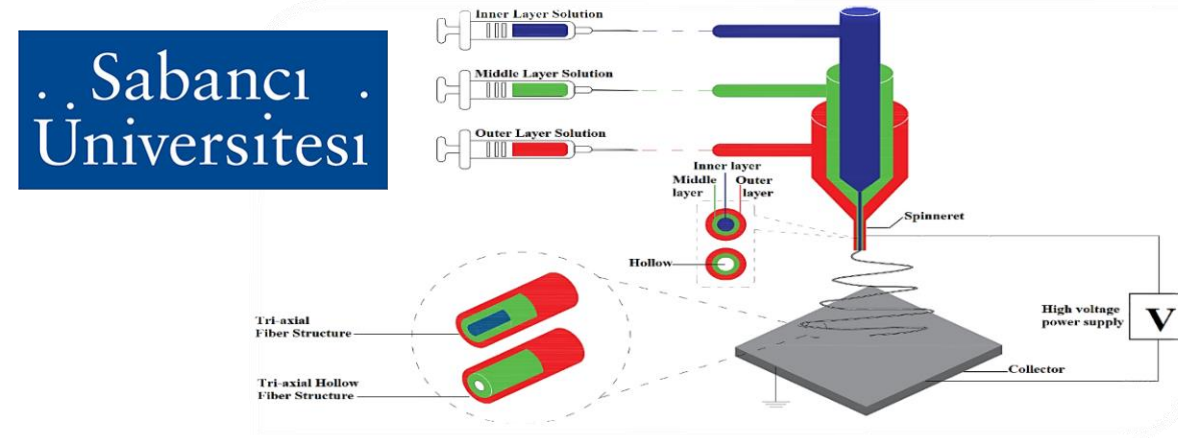 Sabancı
Üniversitesi
Inner Layer Solution
Middle Layer Solution
Outer Layer Solution
Inner layer
Middle Outer
layer layer
Spinneret
Hollow
High voltage
power supply
V
Tri-axial
Fiber Structure
Collector
Tri-axial Hollow
Fiber Structure